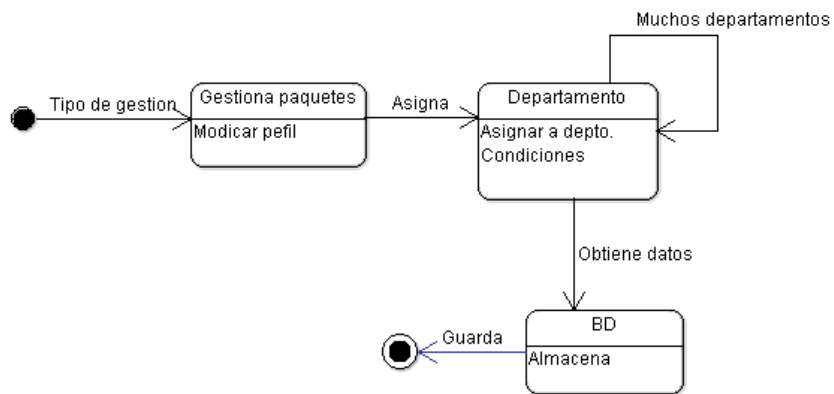 Muchos departamentos
Tipo de gestion
Gestiona paquetes
Modicar pefil
Asigna
Departamento
Asignar a depto.
Condiciones
Obtiene datos
BD
Almacena
Guarda